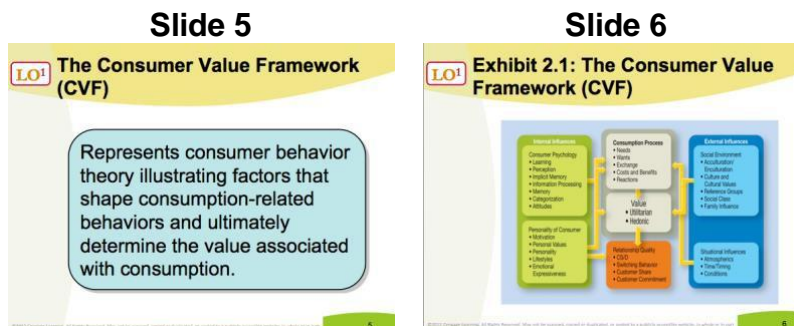 Slide 5
Slide 6
LO1
The Consumer Value Framework
(CVF)
Represents consumer behavior
theory illustrating factors that
shape consumption-related
behaviors and ultimately
determine the value associated
with consumption.
5
LO1
Exhibit 2.1: The Consumer Value
Framework (CVF)
Internal Influences
Consumer Psychology
• Learning
• Perception
• Implicit Memory
• Information Processing
• Memory
• Categorization
• Attitudes
Personality of Consumer
• Motivation
• Personal Values
• Personality
• Lifestyles
• Emotional
Expressiveness
Consumption Process
• Needs
• Wants
• Exchange
• Costs and Benefits
• Reactions
Value
• Utilitarian
• Hedonic
Relationship Quality
• CS/D
• Switching Behavior
• Customer Share
• Customer Commitment
External Influences
Social Environment
• Acculturation/
Enculturation
• Culture and
Cultural Values
• Reference Groups
• Social Class
• Family Influence
Situational Influences
• Atmospherics
• Time/Timing
• Conditions
6